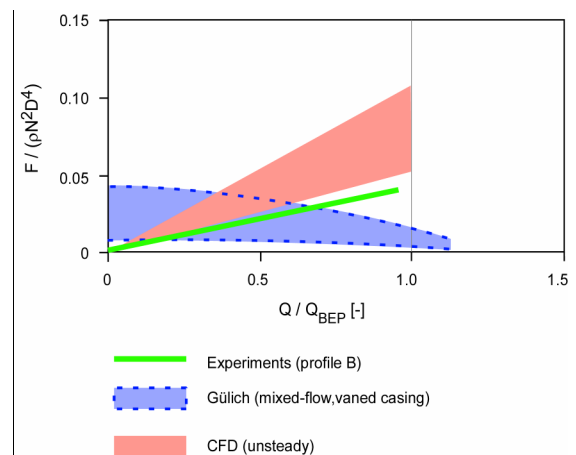 0.15
0.10
0.05
0
F / (ρN²D⁴)
0
0.5
1.0
1.5
Q / Q_BEP [-]
Experiments (profile B)
Gülich (mixed-flow,vaned casing)
CFD (unsteady)